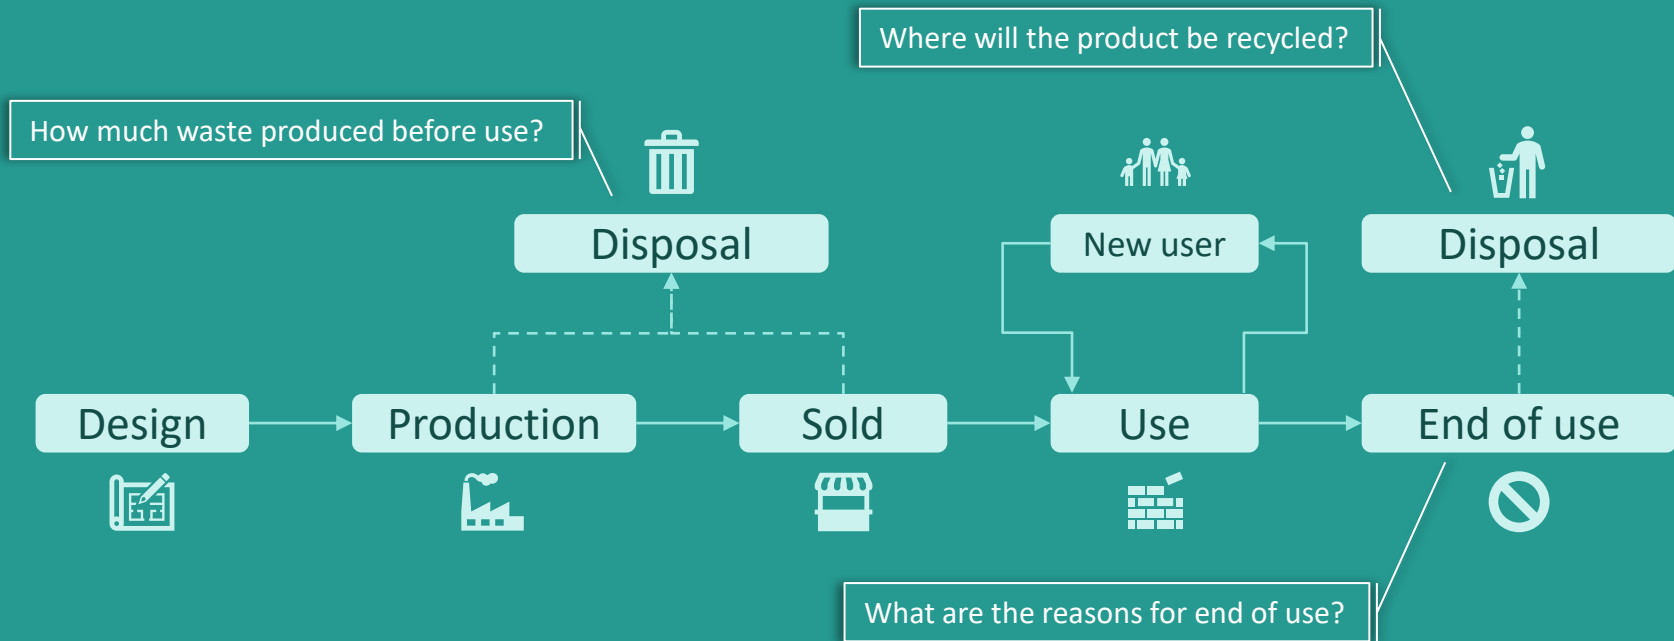 Where will the product be recycled?
How much waste produced before use?
Disposal
New user
Disposal
Design
Production
Sold
Use
End of use
What are the reasons for end of use?